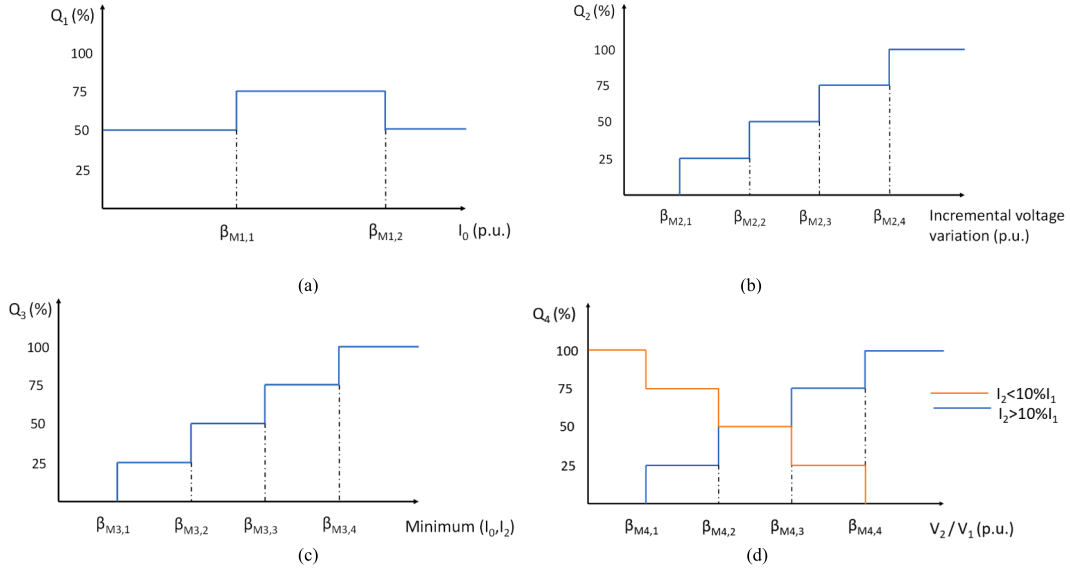 Q1 (%)
100
75
50
25
βM1,1
βM1,2
I0 (p.u.)
(a)
Q2 (%)
100
75
50
25
βM2,1
βM2,2
βM2,3
βM2,4
Incremental voltage
variation (p.u.)
(b)
Q3 (%)
100
75
50
25
βM3,1
βM3,2
βM3,3
βM3,4
Minimum (I0,I2)
(c)
Q4 (%)
100
75
50
25
I2<10%I1
I2>10%I1
βM4,1
βM4,2
βM4,3
βM4,4
V2 / V1 (p.u.)
(d)